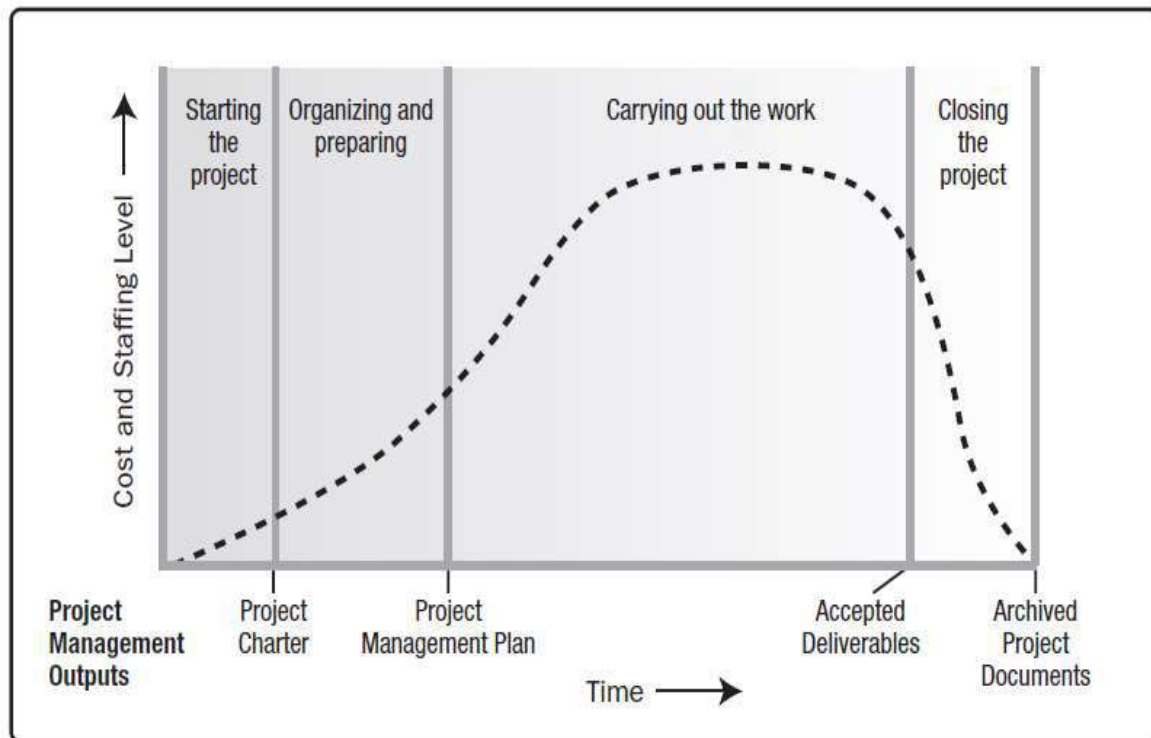 Starting
the
project
Organizing and
preparing
Carrying out the work
Closing
the
project
Cost and Staffing Level
Project
Management
Outputs
Project
Charter
Project
Management Plan
Accepted
Deliverables
Archived
Project
Documents
Time